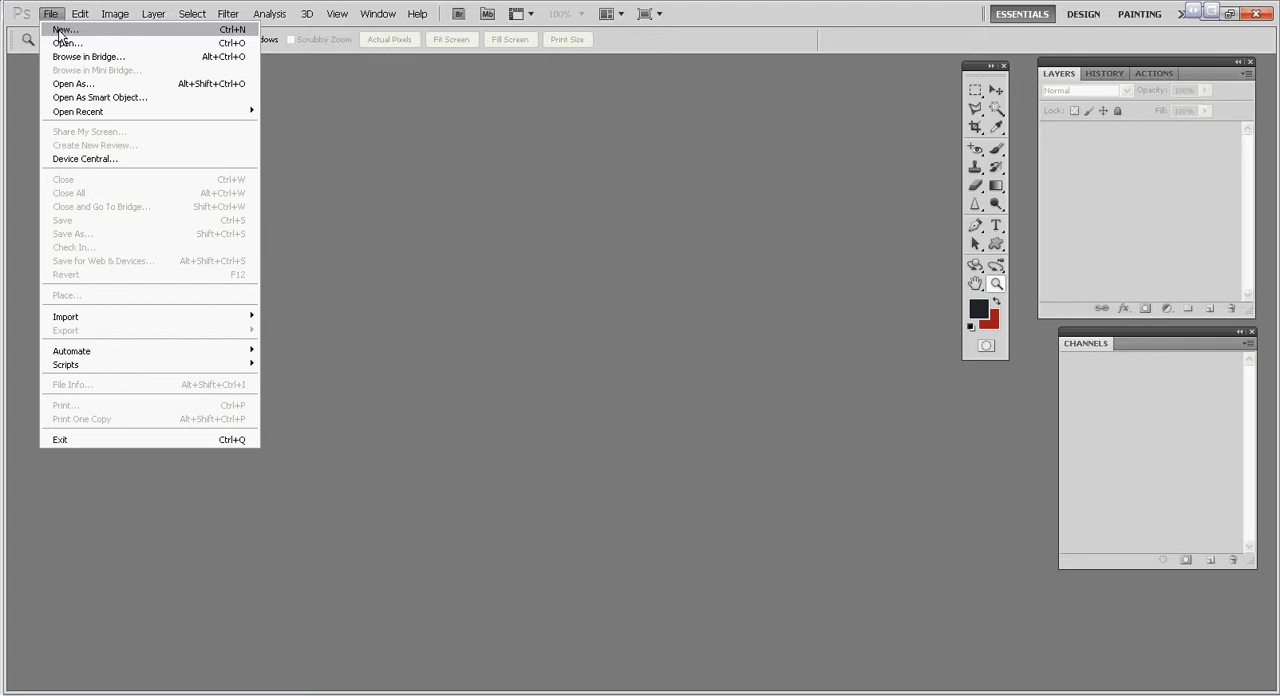 Ps File Edit Image Layer Select Filter Analysis 3D View Window Help Br Mb 100% ESSENTIALS DESIGN PAINTING
Scrubby Zoom Actual Pixels Fit Screen Fill Screen Print Size
New... Ctrl+N
Open... Ctrl+O
Browse in Bridge... Alt+Ctrl+O
Browse in Mini Bridge...
Open As... Alt+Shift+Ctrl+O
Open As Smart Object...
Open Recent
Share My Screen...
Create New Review...
Device Central...
Close Ctrl+W
Close All Alt+Ctrl+W
Close and Go To Bridge... Shift+Ctrl+W
Save Ctrl+S
Save As... Shift+Ctrl+S
Check In...
Save for Web & Devices... Alt+Shift+Ctrl+S
Revert F12
Place...
Import
Export
Automate
Scripts
File Info... Alt+Shift+Ctrl+I
Print... Ctrl+P
Print One Copy Alt+Shift+Ctrl+P
Exit Ctrl+Q
T
LAYERS HISTORY ACTIONS
Normal Opacity: 100%
Lock: Fill: 100%
fx
CHANNELS